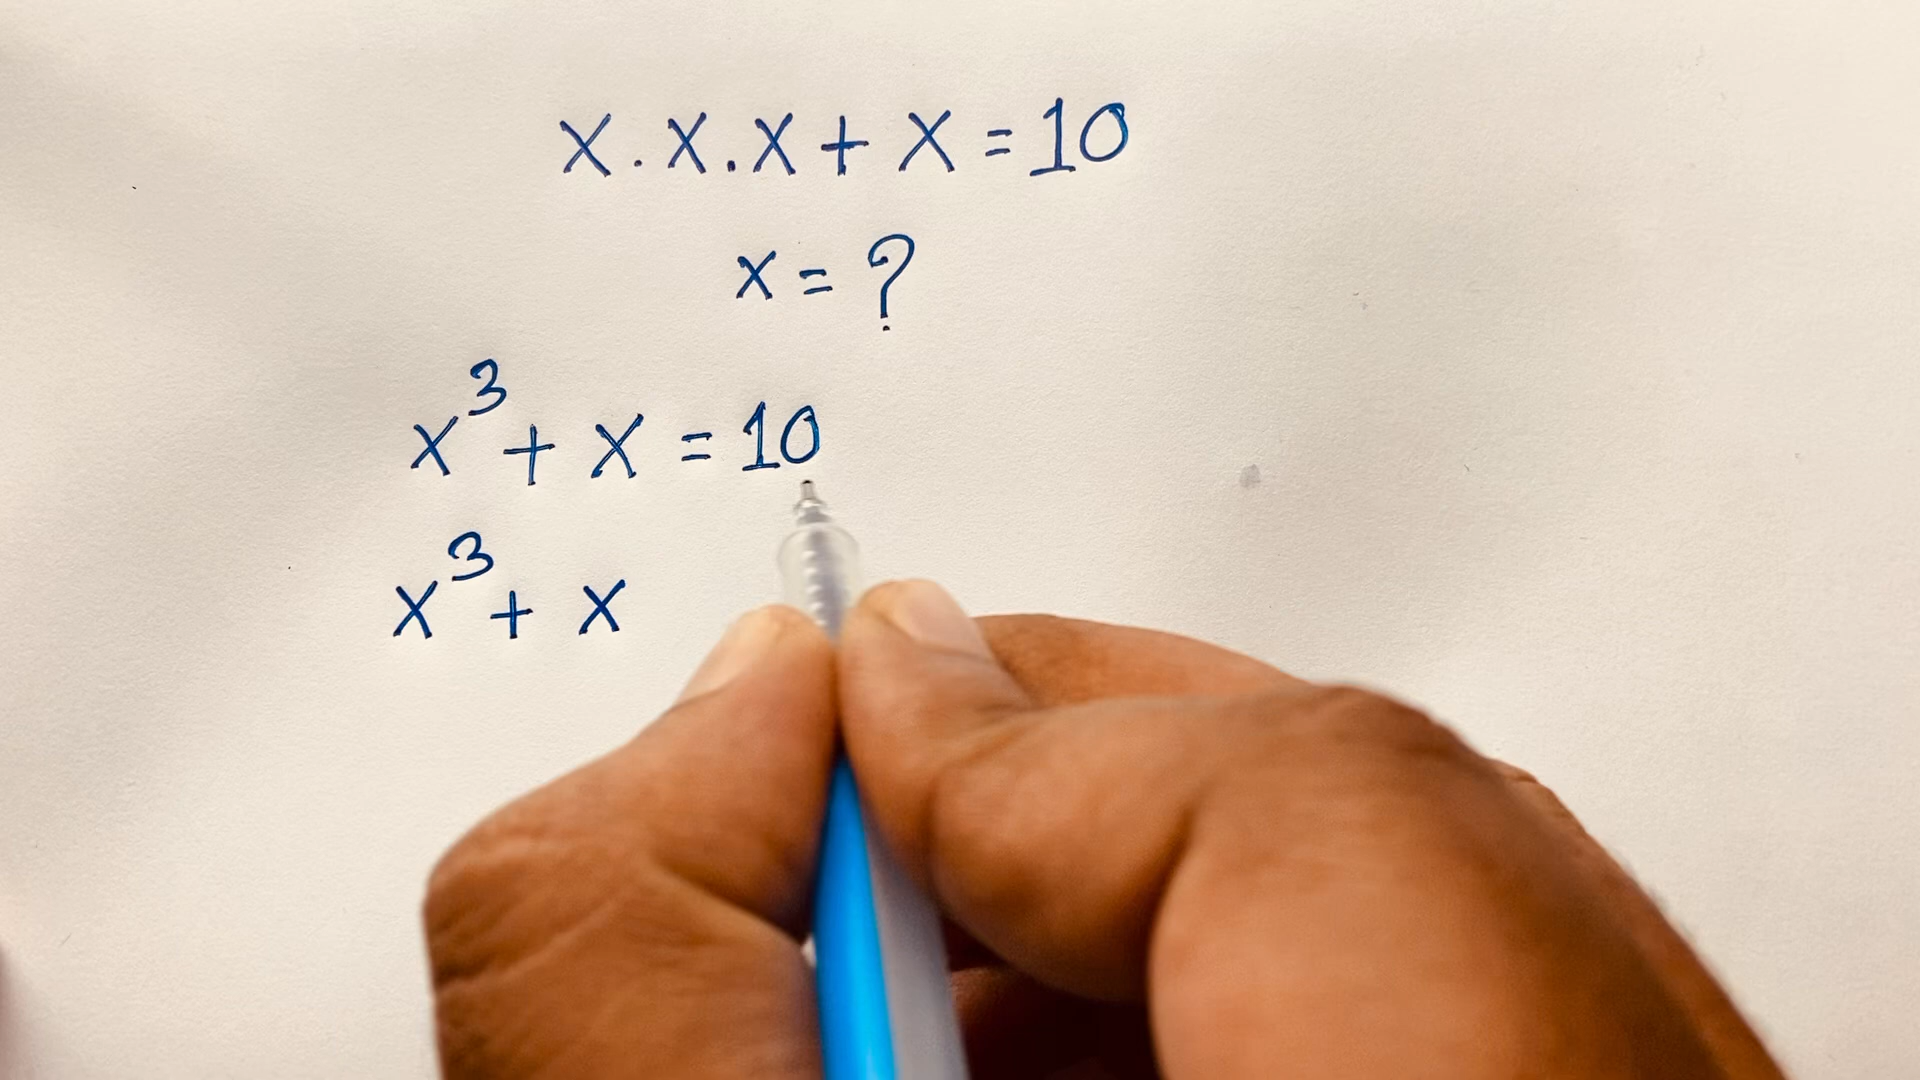 x . x . x + x = 10
x = ?
x³ + x = 10
x³ + x